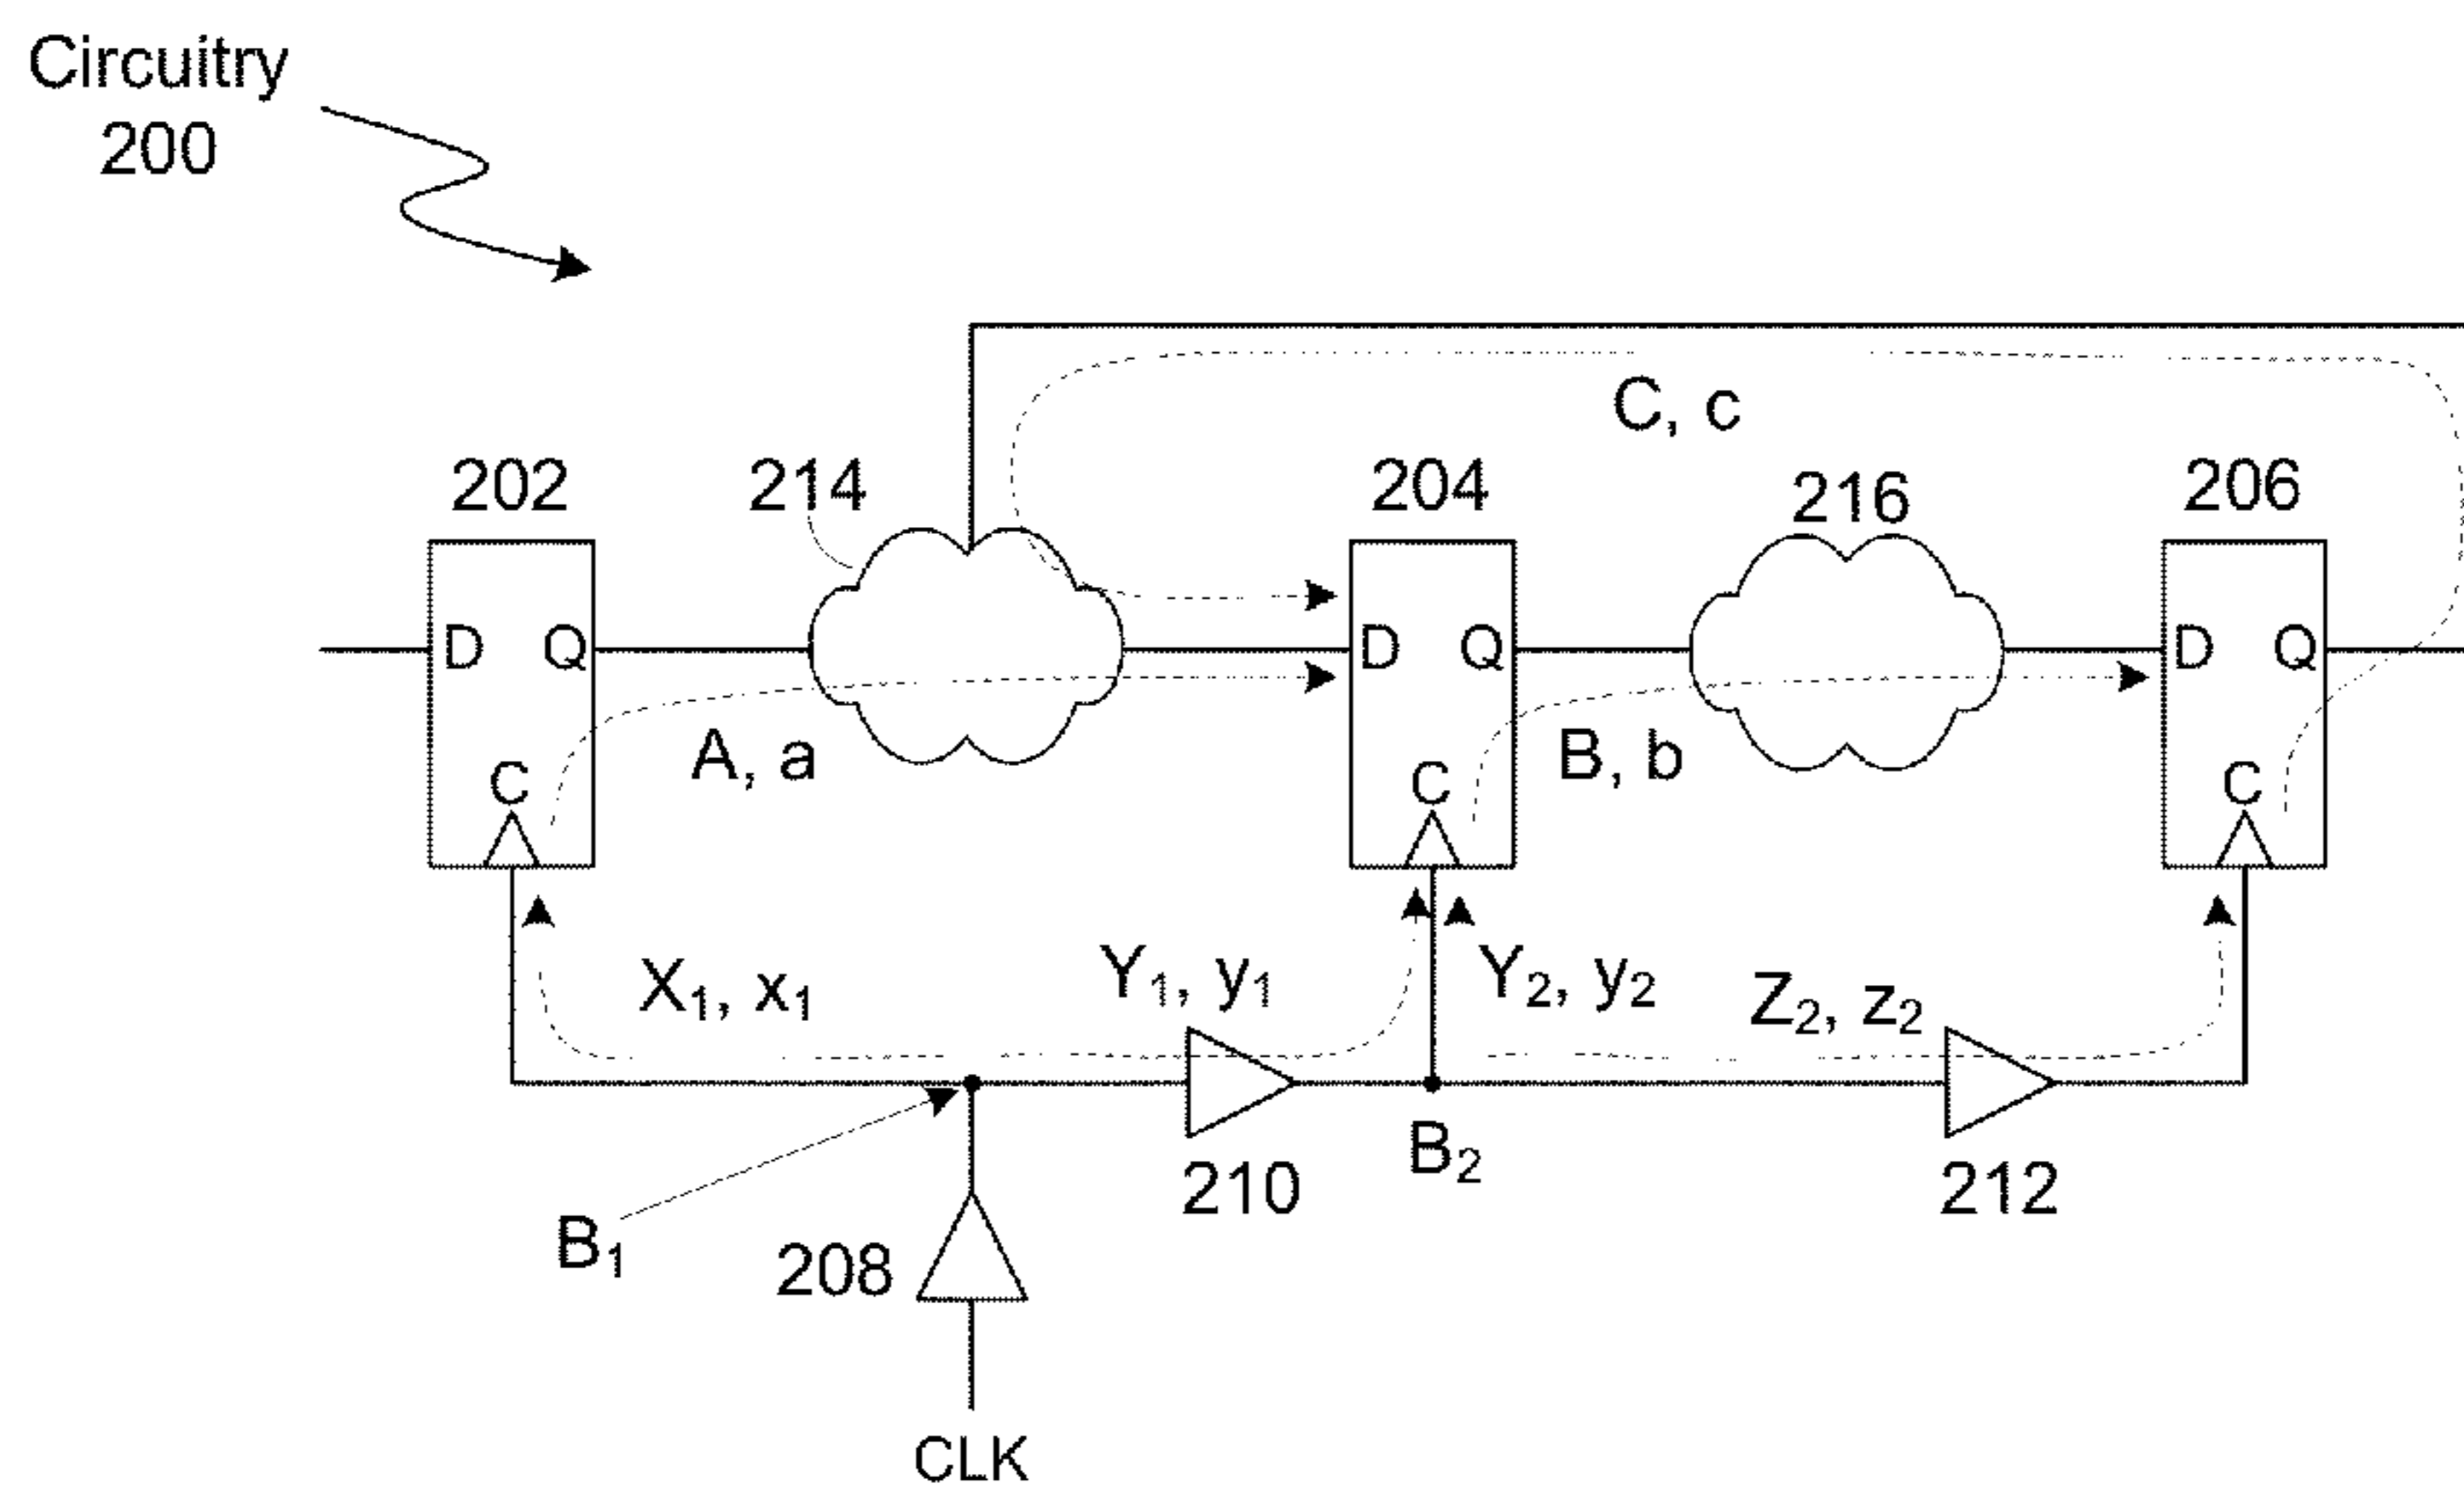 Circuitry
200
C, c
202
214
204
216
206
D
Q
D
Q
D
Q
A, a
B, b
C
C
C
X₁, x₁
Y₁, y₁
Y₂, y₂
Z₂, z₂
B₂
210
212
B₁
208
CLK